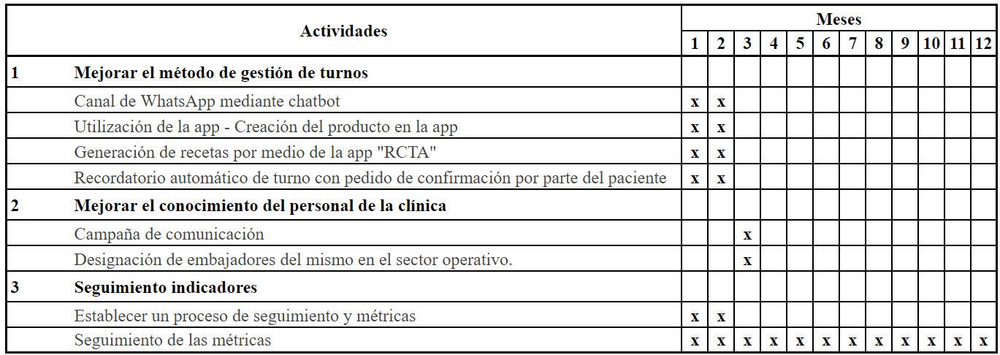 Actividades
Meses
1 2 3 4 5 6 7 8 9 10 11 12
1 Mejorar el método de gestión de turnos
Canal de WhatsApp mediante chatbot x x
Utilización de la app - Creación del producto en la app x x
Generación de recetas por medio de la app "RCTA" x x
Recordatorio automático de turno con pedido de confirmación por parte del paciente x x
2 Mejorar el conocimiento del personal de la clínica
Campaña de comunicación x
Designación de embajadores del mismo en el sector operativo. x
3 Seguimiento indicadores
Establecer un proceso de seguimiento y métricas x x
Seguimiento de las métricas x x x x x x x x x x x x